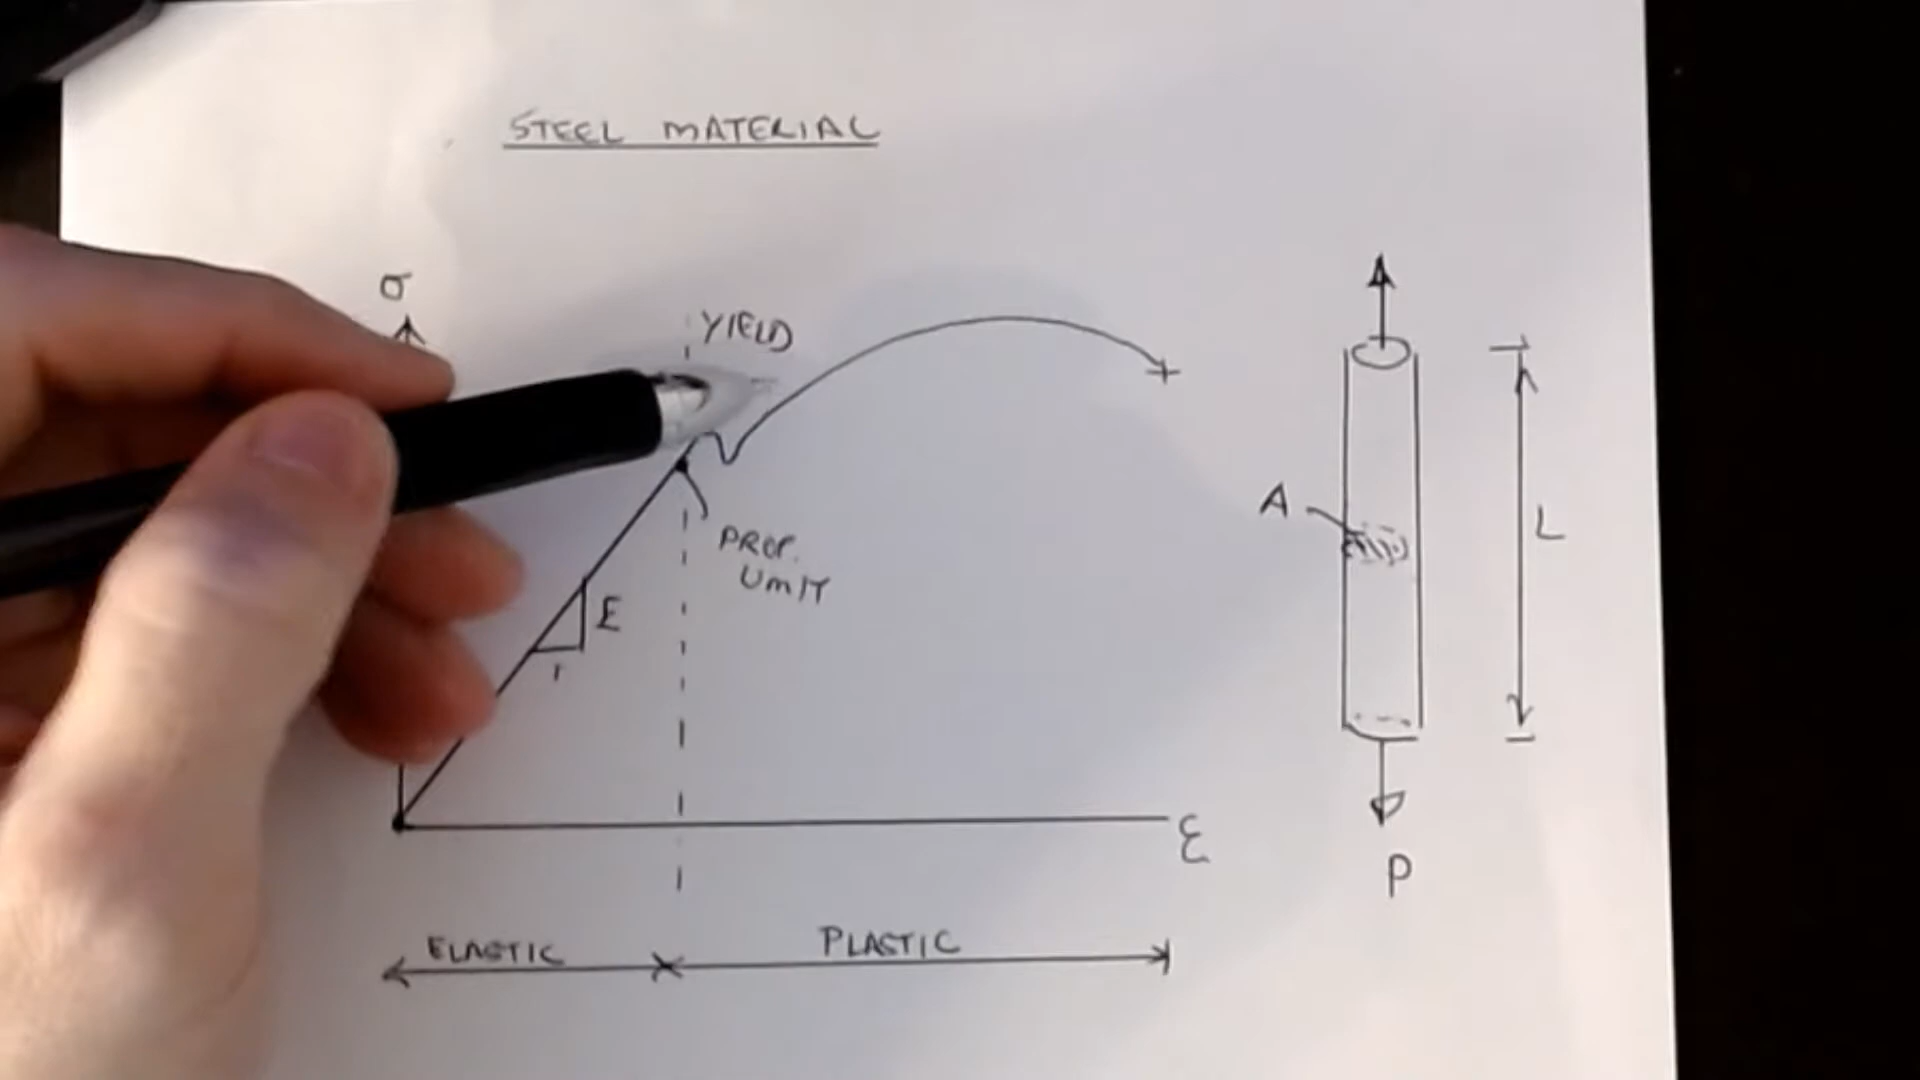 STEEL MATERIAL
σ
YIELD
PROP.
LIMIT
E
1
ε
ELASTIC
PLASTIC
A
L
P